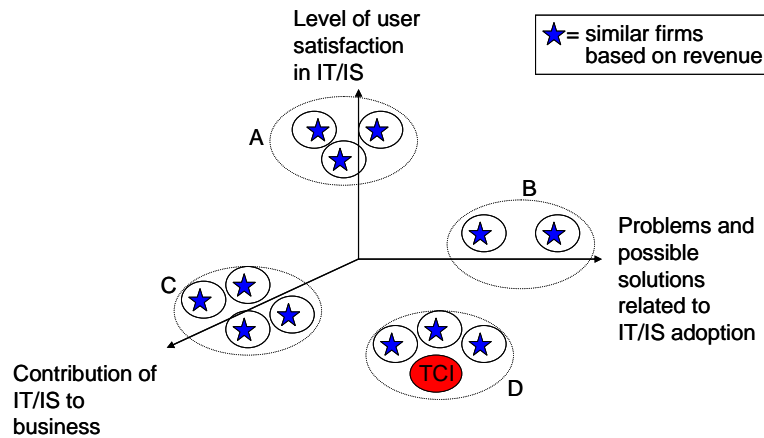 Level of user
satisfaction
in IT/IS
= similar firms
based on revenue
A
B
Problems and
possible
solutions
related to
IT/IS adoption
C
TCI
D
Contribution of
IT/IS to
business